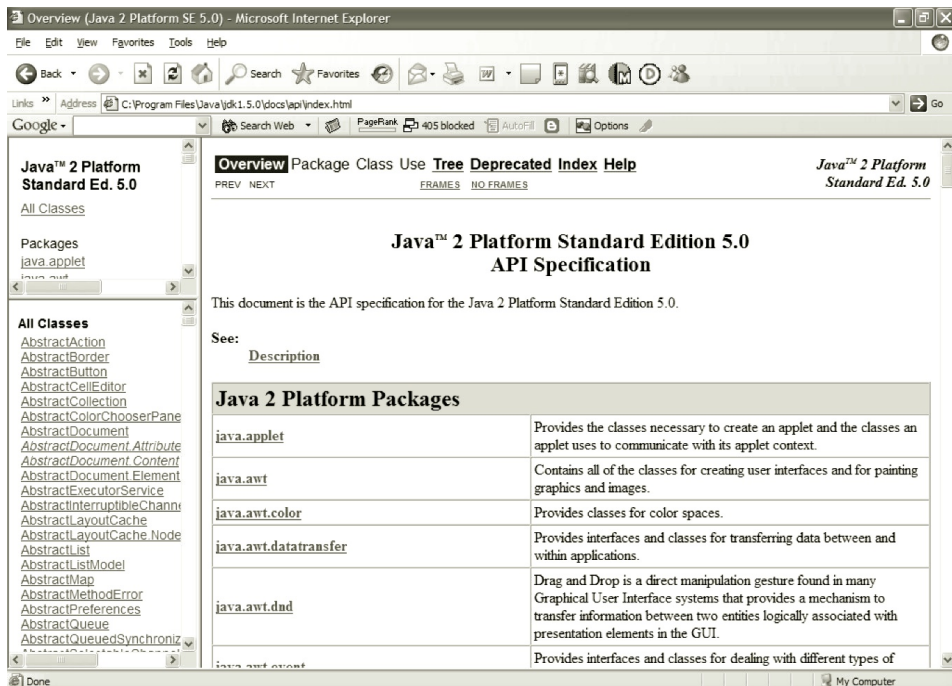 Overview (Java 2 Platform SE 5.0) - Microsoft Internet Explorer
File Edit View Favorites Tools Help
Back Search Favorites
Links » Address C:\Program Files\Java\jdk1.5.0\docs\api\index.html Go
Google Search Web PageRank 405 blocked AutoFill Options
Java™ 2 Platform
Standard Ed. 5.0
All Classes
Packages
java.applet
java.awt
All Classes
AbstractAction
AbstractBorder
AbstractButton
AbstractCellEditor
AbstractCollection
AbstractColorChooserPane
AbstractDocument
AbstractDocument.Attribute
AbstractDocument.Content
AbstractDocument.Element
AbstractExecutorService
AbstractInterruptibleChanne
AbstractLayoutCache
AbstractLayoutCache.Node
AbstractList
AbstractListModel
AbstractMap
AbstractMethodError
AbstractPreferences
AbstractQueue
AbstractQueuedSynchroniz
Overview Package Class Use Tree Deprecated Index Help
PREV NEXT FRAMES NO FRAMES
Java™ 2 Platform
Standard Ed. 5.0
Java™ 2 Platform Standard Edition 5.0
API Specification
This document is the API specification for the Java 2 Platform Standard Edition 5.0.
See:
Description
Java 2 Platform Packages
java.applet
Provides the classes necessary to create an applet and the classes an
applet uses to communicate with its applet context.
java.awt
Contains all of the classes for creating user interfaces and for painting
graphics and images.
java.awt.color
Provides classes for color spaces.
java.awt.datatransfer
Provides interfaces and classes for transferring data between and
within applications.
java.awt.dnd
Drag and Drop is a direct manipulation gesture found in many
Graphical User Interface systems that provides a mechanism to
transfer information between two entities logically associated with
presentation elements in the GUI.
java.awt.event
Provides interfaces and classes for dealing with different types of
Done My Computer